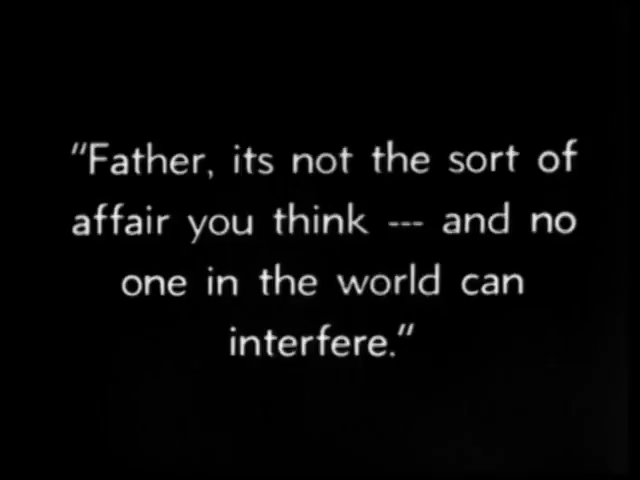 "Father, its not the sort of
affair you think --- and no
one in the world can
interfere."